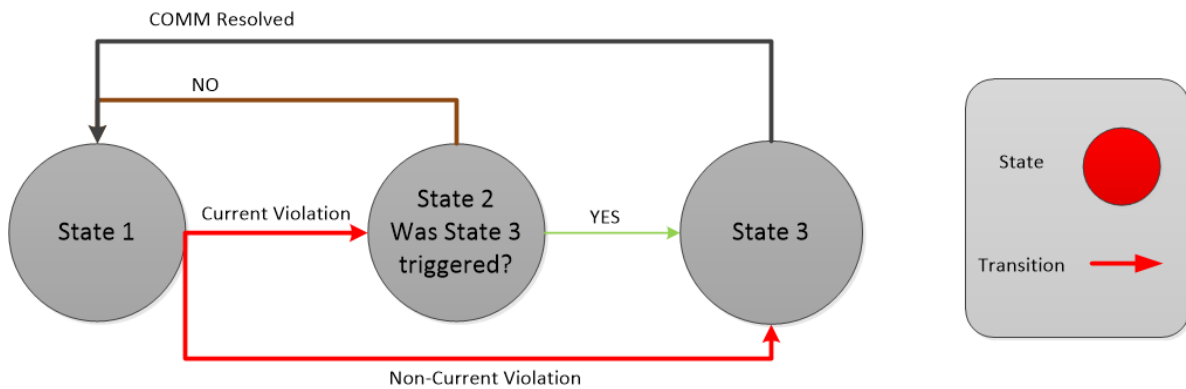 COMM Resolved
NO
State 1
Current Violation
State 2
Was State 3
triggered?
YES
State 3
Non-Current Violation
State
Transition